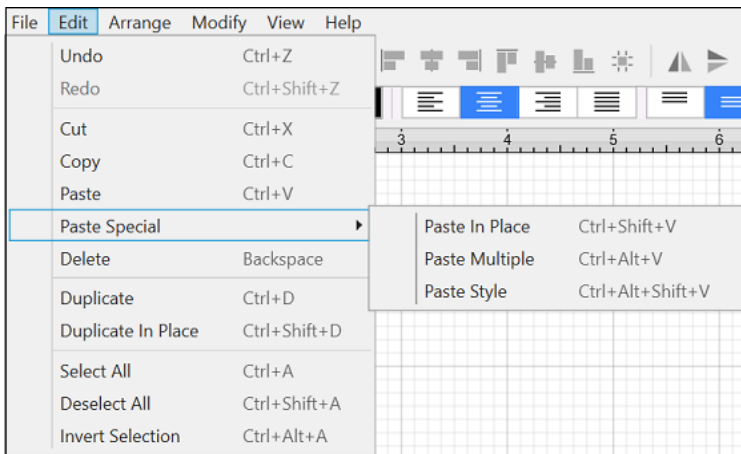 File Edit Arrange Modify View Help
Undo Ctrl+Z
Redo Ctrl+Shift+Z
Cut Ctrl+X
Copy Ctrl+C
3 4 5 6
Paste Ctrl+V
Paste Special
Paste In Place Ctrl+Shift+V
Delete Backspace
Paste Multiple Ctrl+Alt+V
Duplicate Ctrl+D
Paste Style Ctrl+Alt+Shift+V
Duplicate In Place Ctrl+Shift+D
Select All Ctrl+A
Deselect All Ctrl+Shift+A
Invert Selection Ctrl+Alt+A